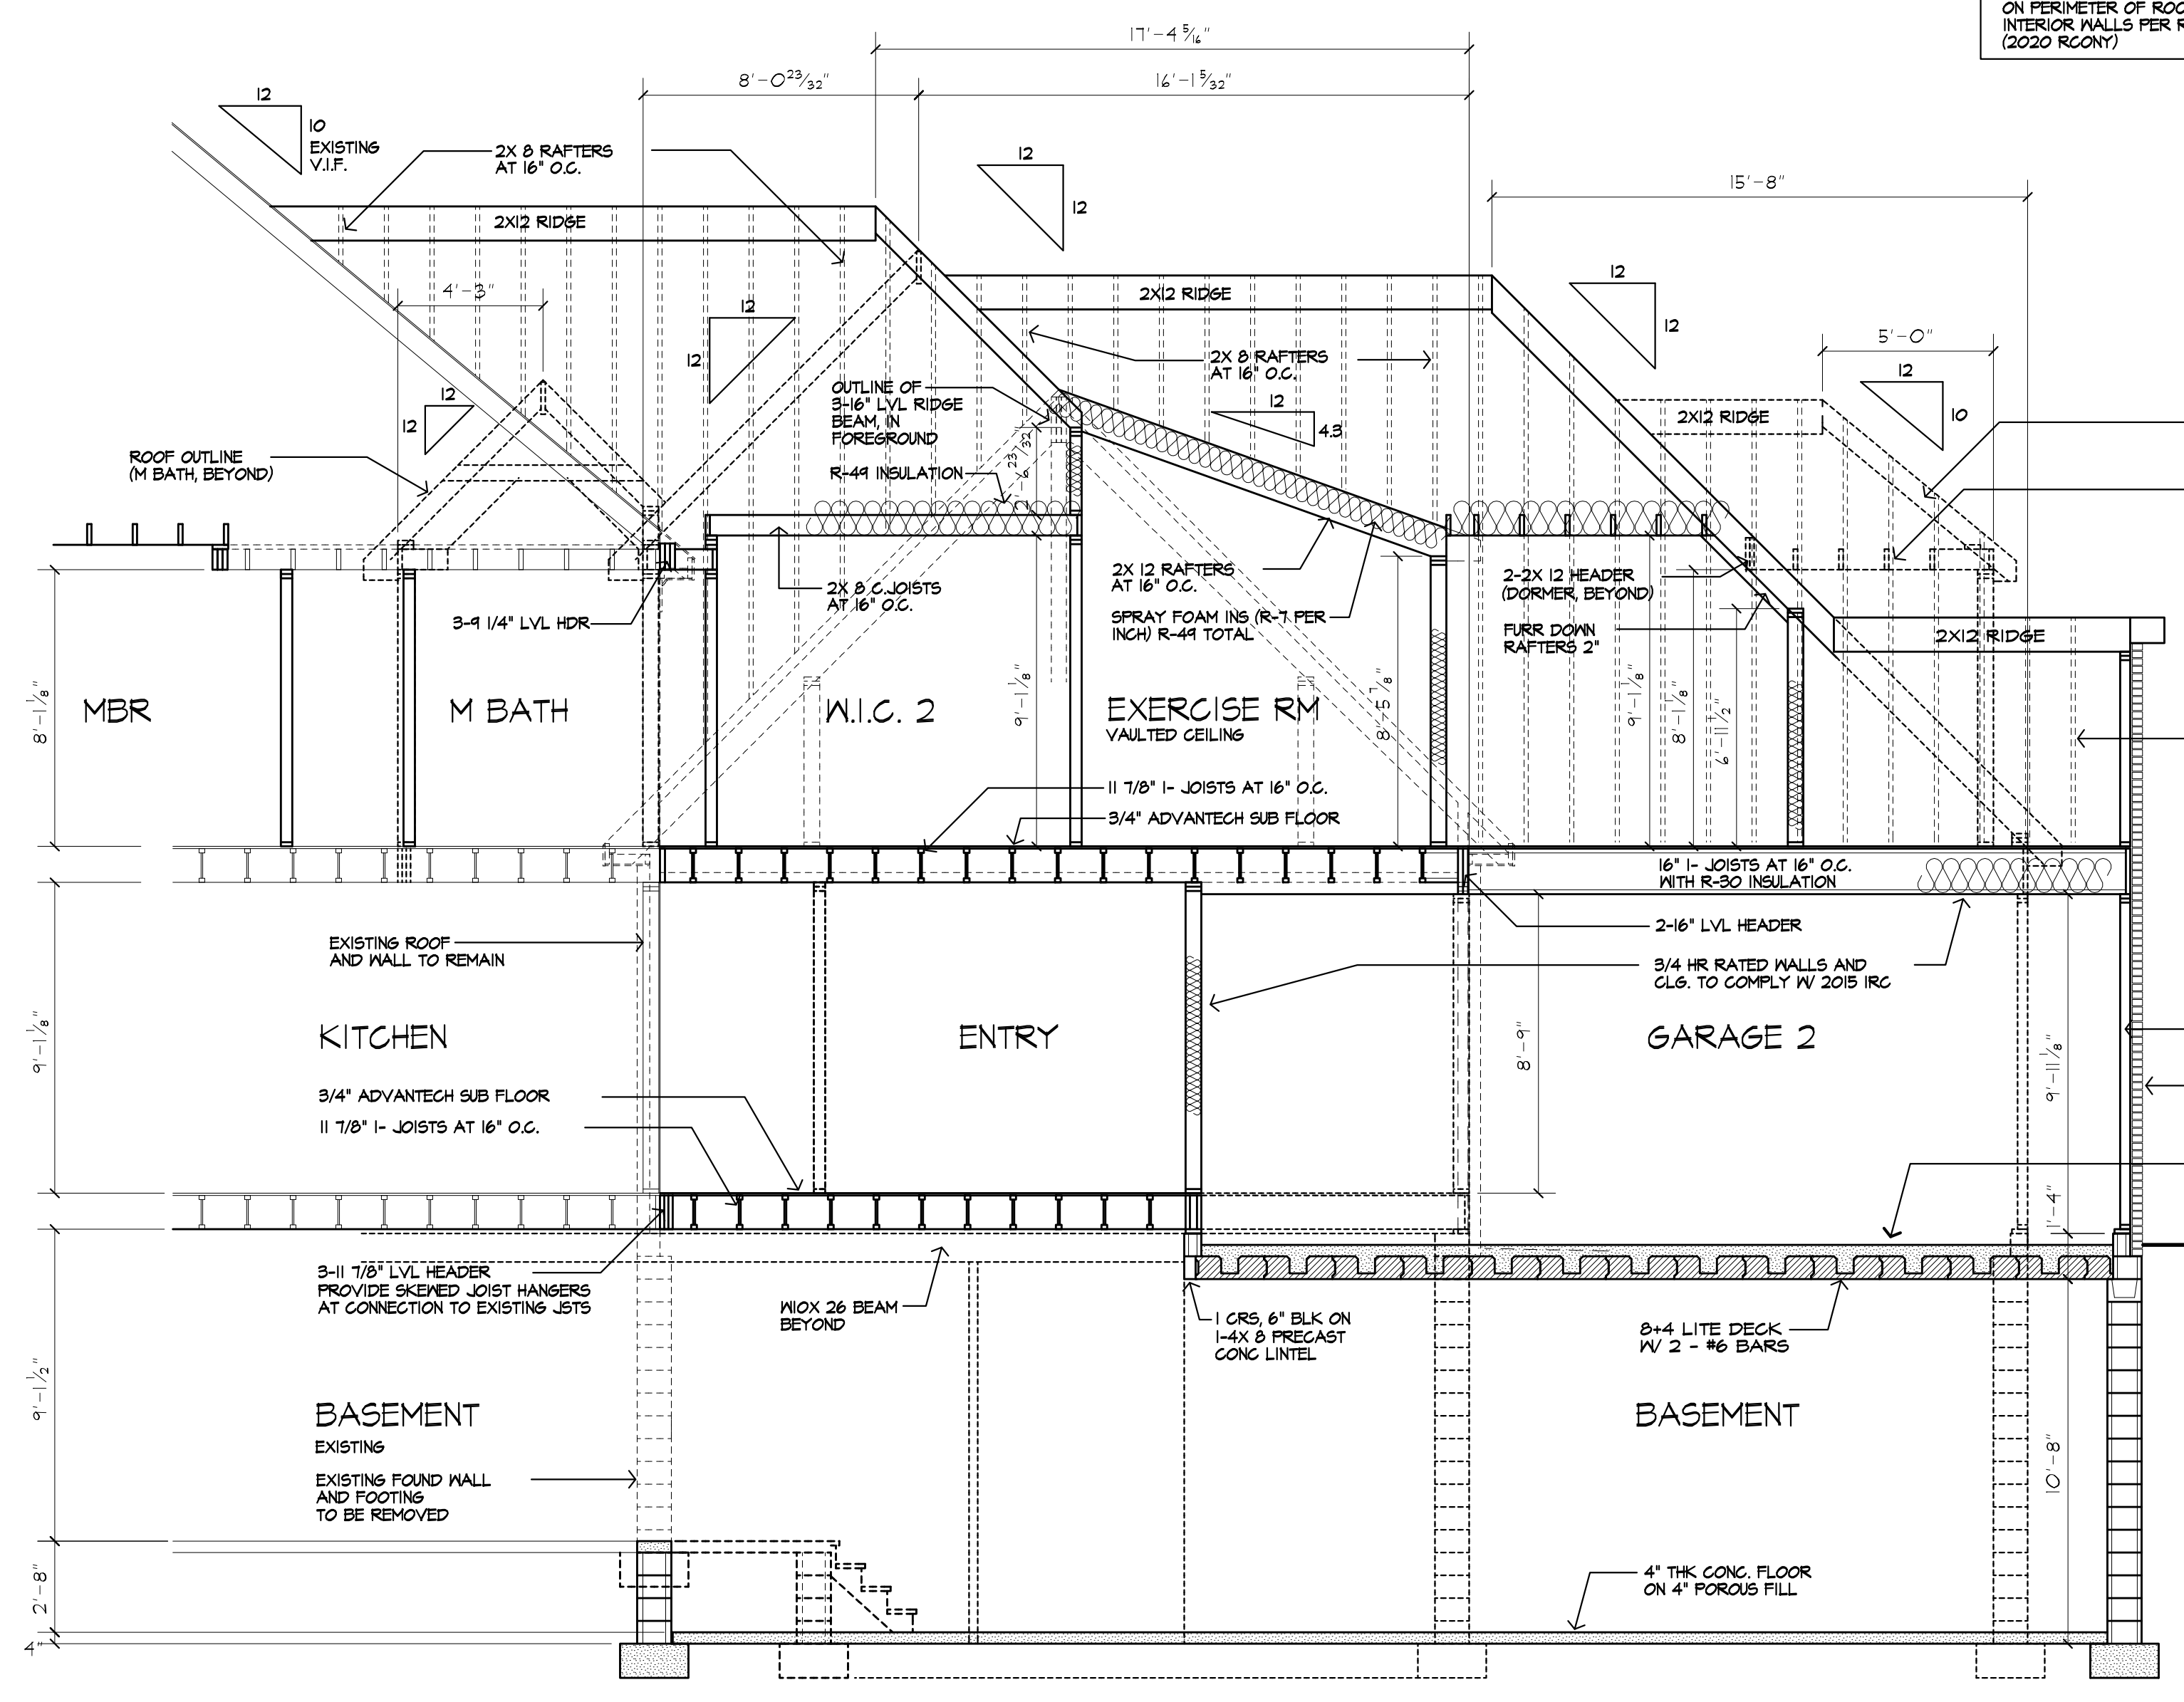 ON PERIMETER OF
INTERIOR WALLS PER
(2020 RCONY)
17'-4 5/16"
8'-0 23/32"
16'-1 5/32"
12
10
EXISTING
V.I.F.
2X 8 RAFTERS
AT 16" O.C.
12
12
15'-8"
2X12 RIDGE
12
12
2X12 RIDGE
4'-3"
12
12
5'-0"
12
10
2X 8 RAFTERS
AT 16" O.C.
OUTLINE OF
3-16" LVL RIDGE
BEAM, IN
FOREGROUND
12
4.3
12
12
2X12 RIDGE
ROOF OUTLINE
(M BATH, BEYOND)
R-49 INSULATION
2X 8 C.JOISTS
AT 16" O.C.
3-9 1/4" LVL HDR
2X 12 RAFTERS
AT 16" O.C.
SPRAY FOAM INS (R-7 PER
INCH) R-49 TOTAL
2-2X 12 HEADER
(DORMER, BEYOND)
FURR DOWN
RAFTERS 2"
2X12 RIDGE
8'-1 1/8"
MBR
M BATH
W.I.C. 2
9'-1 1/8"
EXERCISE RM
VAULTED CEILING
8'-5 7/8"
9'-1 1/8"
8'-1 1/8"
6'-11 1/2"
11 7/8" I- JOISTS AT 16" O.C.
3/4" ADVANTECH SUB FLOOR
16" I- JOISTS AT 16" O.C.
WITH R-30 INSULATION
EXISTING ROOF
AND WALL TO REMAIN
2-16" LVL HEADER
3/4 HR RATED WALLS AND
CLG. TO COMPLY W/ 2015 IRC
9'-1 1/8"
KITCHEN
ENTRY
8'-9"
GARAGE 2
9'-11 1/8"
3/4" ADVANTECH SUB FLOOR
11 7/8" I- JOISTS AT 16" O.C.
1'-4"
3-11 7/8" LVL HEADER
PROVIDE SKEWED JOIST HANGERS
AT CONNECTION TO EXISTING JSTS
W10X 26 BEAM
BEYOND
1 CRS, 6" BLK ON
1-4X 8 PRECAST
CONC LINTEL
8+4 LITE DECK
W/ 2 - #6 BARS
9'-1 1/2"
BASEMENT
EXISTING
BASEMENT
10'-8"
EXISTING FOUND WALL
AND FOOTING
TO BE REMOVED
2'-8"
4" THK CONC. FLOOR
ON 4" POROUS FILL
4"